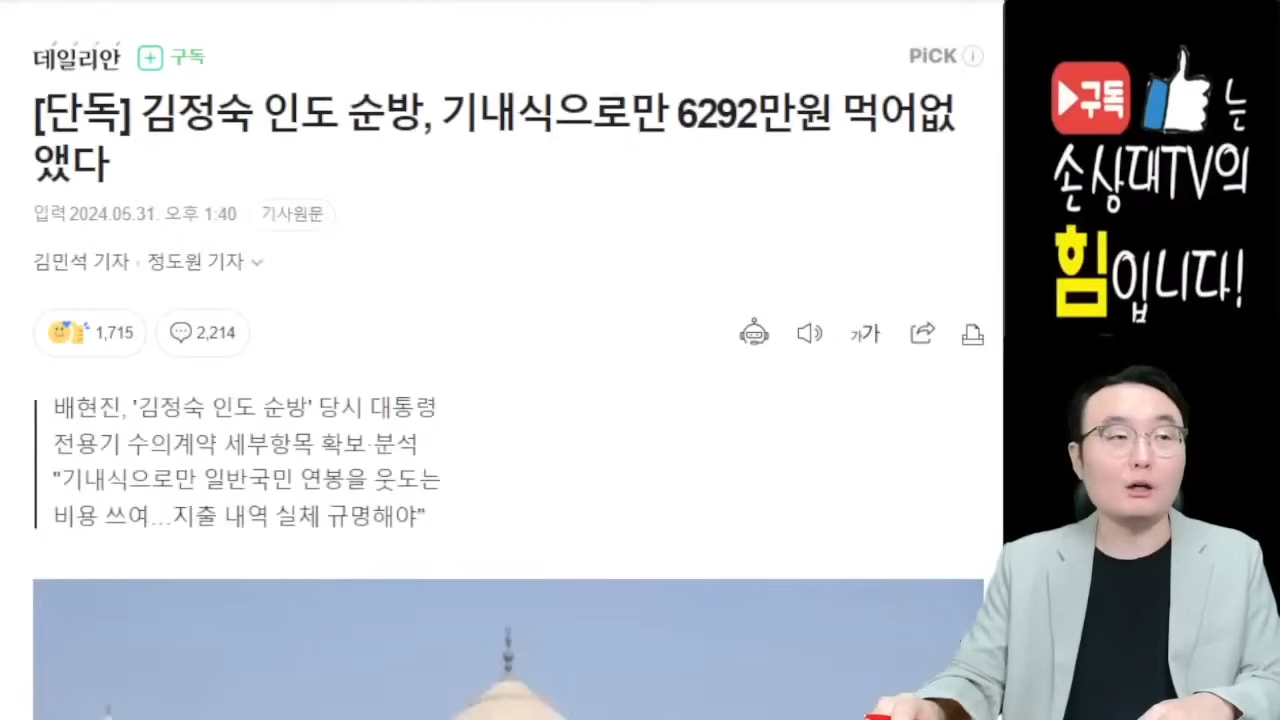 데일리안 구독
PiCK
[단독] 김정숙 인도 순방, 기내식으로만 6292만원 먹어없
앴다
입력 2024.05.31. 오후 1:40 기사원문
김민석 기자 · 정도원 기자
1,715 2,214
가가
배현진, '김정숙 인도 순방' 당시 대통령
전용기 수의계약 세부항목 확보·분석
"기내식으로만 일반국민 연봉을 웃도는
비용 쓰여…지출 내역 실체 규명해야"
구독 는
손상대TV의
힘입니다!